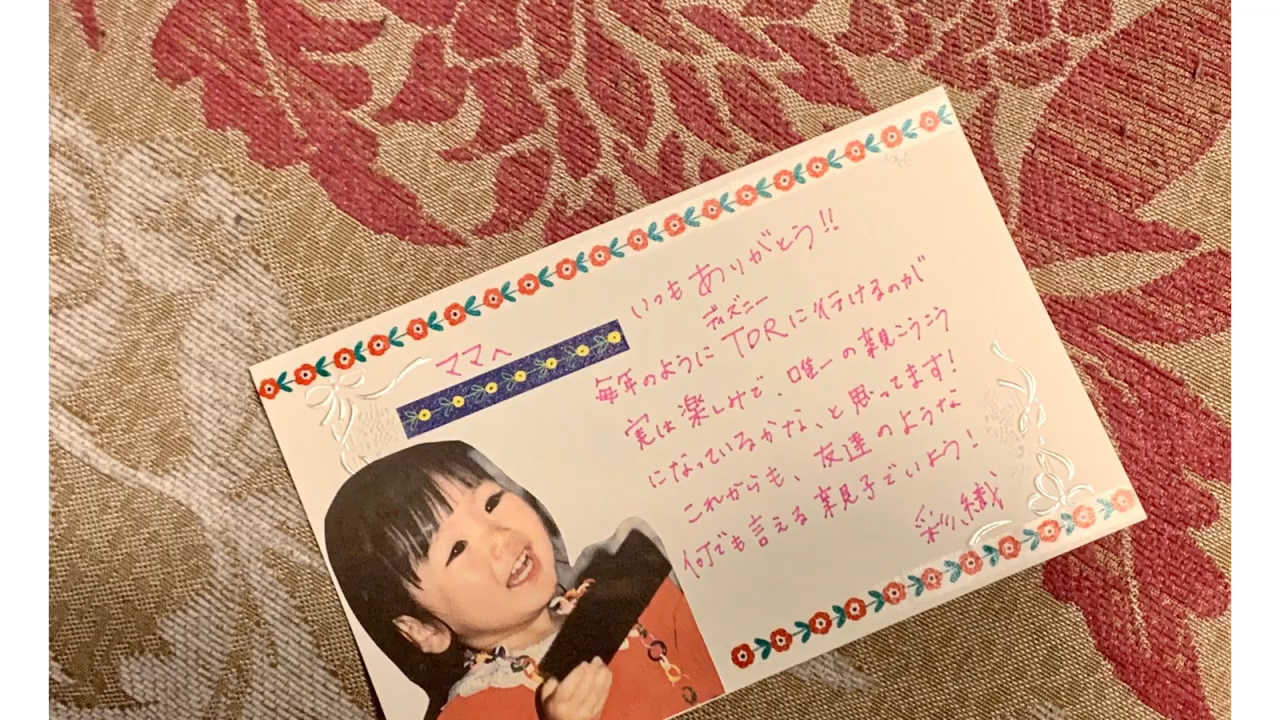 ママへ
いつもありがとう!!
毎年のようにTDRに行けるのが
ディズニー
実は楽しみで、唯一の親こうこう
になっているかな、と思ってます!
これからも、友達のような
何でも言える親子でいよう!
彩織